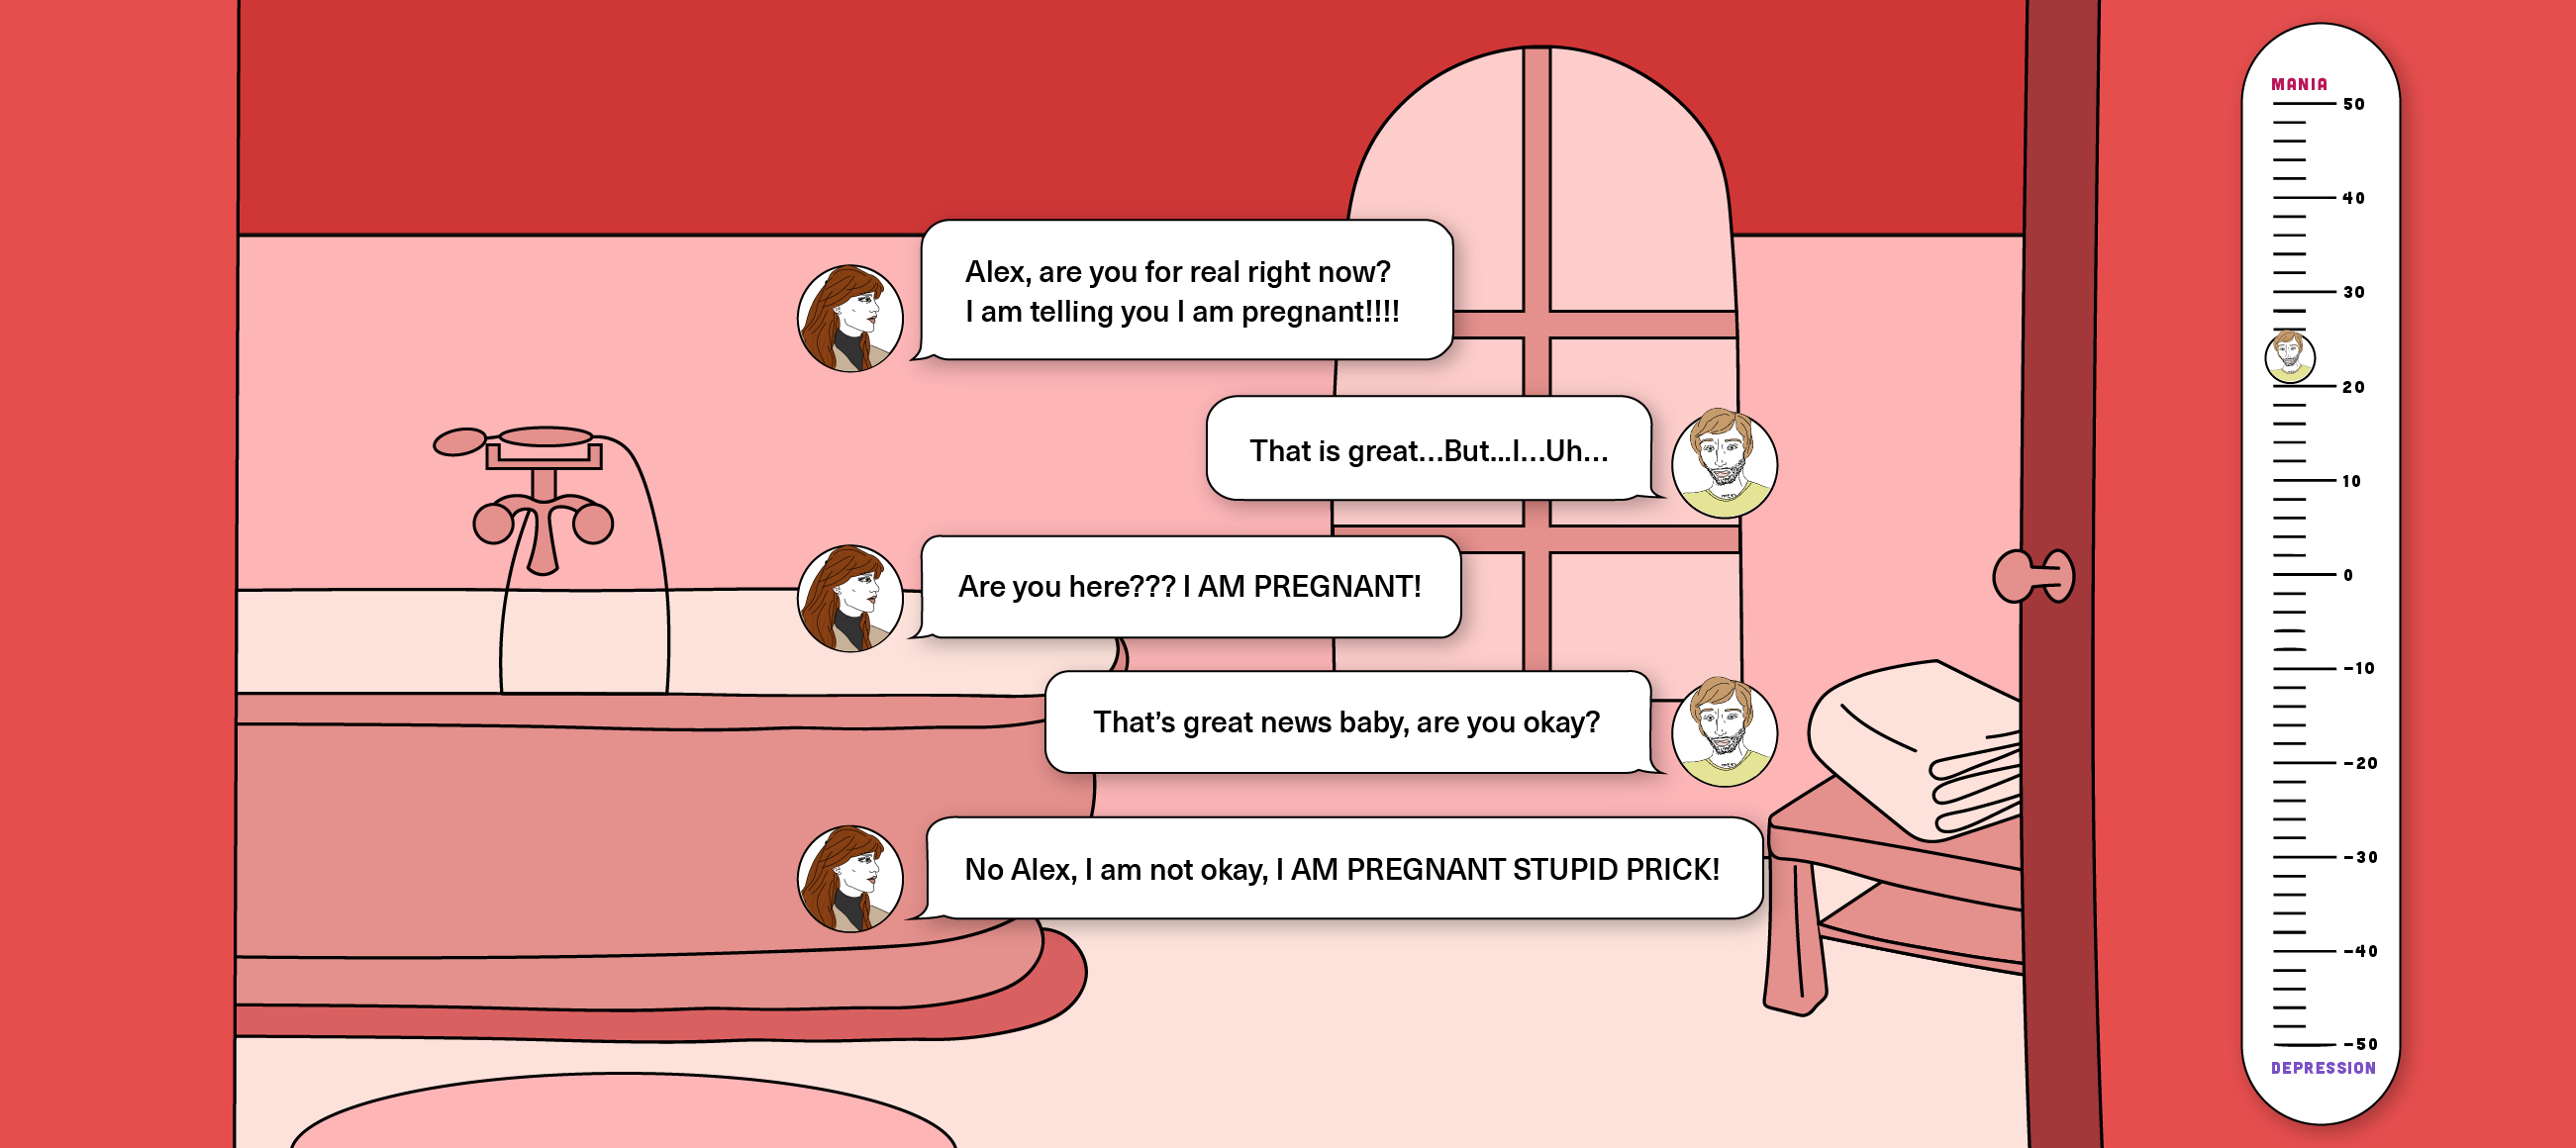 Alex, are you for real right now?
I am telling you I am pregnant!!!!
That is great...But...I...Uh...
Are you here??? I AM PREGNANT!
That’s great news baby, are you okay?
No Alex, I am not okay, I AM PREGNANT STUPID PRICK!
MANIA
50
40
30
20
10
0
-10
-20
-30
-40
-50
DEPRESSION